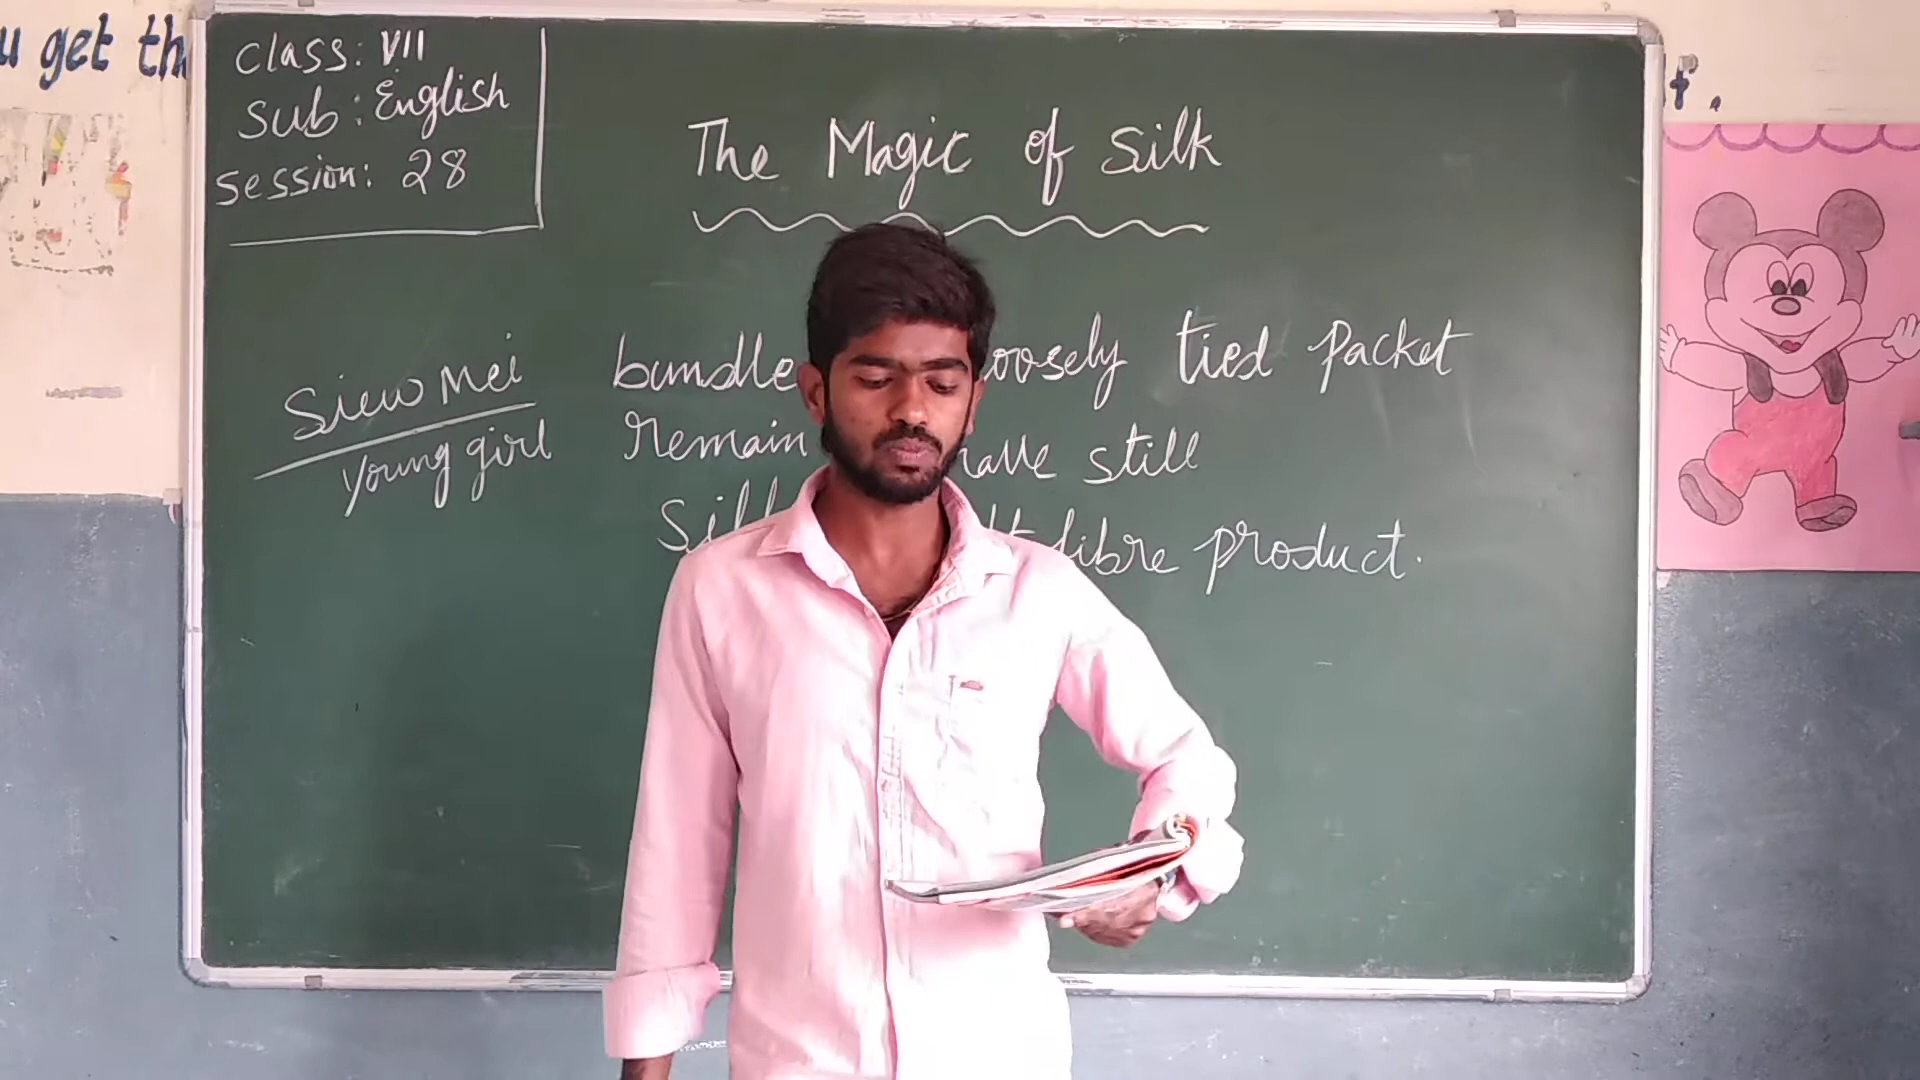 u get th
Class: VII
Sub: English
Session: 28
The Magic of Silk
Siew Mei
young girl
bundle oosely tied packet
Remain still
fibre product.